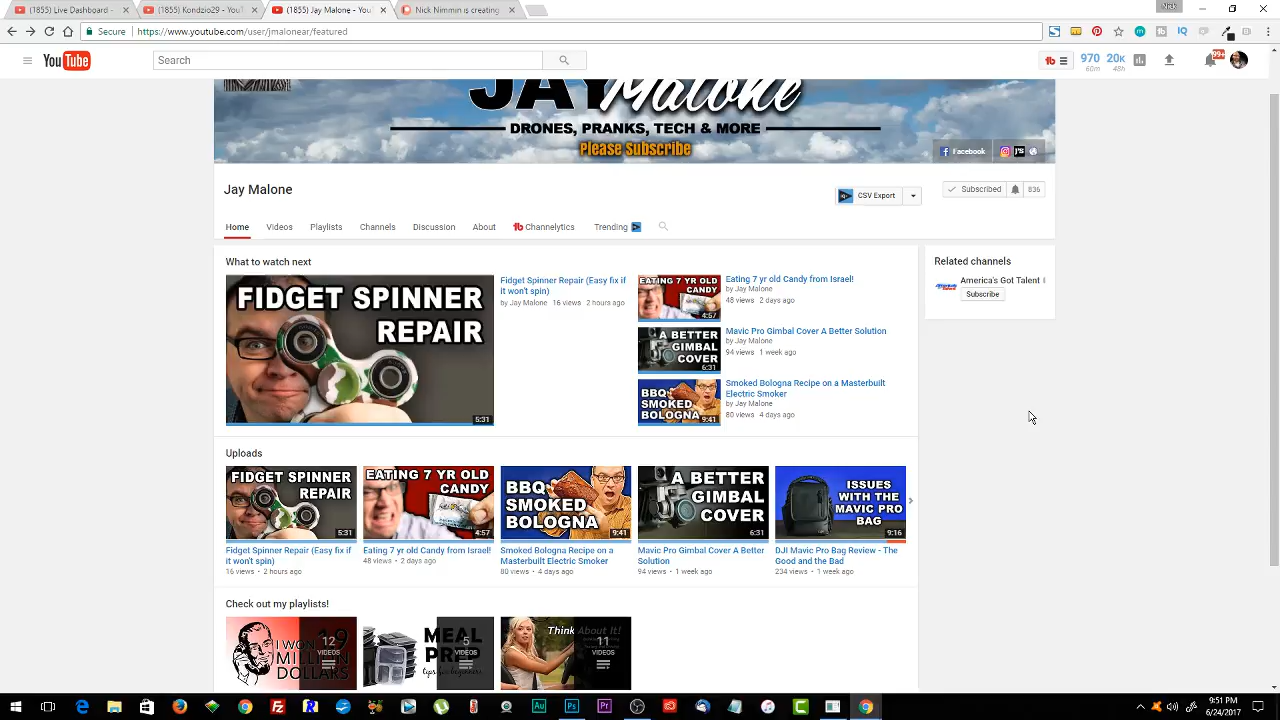 (1855) Live Dashboard -
(1855) Kondzio29 - YouT
(1855) Jay Malone - You
Nick Nimmin is creating
Nick
Secure
https://www.youtube.com/user/jmalonear/featured
YouTube
Search
970 60m
20K 48h
99+
JAY Malone
DRONES, PRANKS, TECH & MORE
Please Subscribe
Facebook
Jay Malone
CSV Export
Subscribed
836
Home Videos Playlists Channels Discussion About Channelytics Trending
What to watch next
FIDGET SPINNER
REPAIR
5:31
Fidget Spinner Repair (Easy fix if
it won't spin)
by Jay Malone 16 views 2 hours ago
EATING 7 YR OLD
CANDY
4:57
Eating 7 yr old Candy from Israel!
by Jay Malone
48 views 2 days ago
A BETTER
GIMBAL
COVER
6:31
Mavic Pro Gimbal Cover A Better Solution
by Jay Malone
94 views 1 week ago
BBQ
SMOKED
BOLOGNA
9:41
Smoked Bologna Recipe on a Masterbuilt
Electric Smoker
by Jay Malone
80 views 4 days ago
Related channels
America's Got Talent
Subscribe
Uploads
FIDGET SPINNER
REPAIR
5:31
Fidget Spinner Repair (Easy fix if
it won't spin)
16 views • 2 hours ago
EATING 7 YR OLD
CANDY
4:57
Eating 7 yr old Candy from Israel!
48 views • 2 days ago
BBQ
SMOKED
BOLOGNA
9:41
Smoked Bologna Recipe on a
Masterbuilt Electric Smoker
80 views • 4 days ago
A BETTER
GIMBAL
COVER
6:31
Mavic Pro Gimbal Cover A Better
Solution
94 views • 1 week ago
ISSUES
WITH THE
MAVIC PRO
BAG
9:16
DJI Mavic Pro Bag Review - The
Good and the Bad
234 views • 1 week ago
Check out my playlists!
I WON
MILLION
DOLLARS
12
VIDEOS
MEAL
PREP
tips for beginners
5
VIDEOS
Think About It!
11
VIDEOS
9:51 PM
6/24/2017